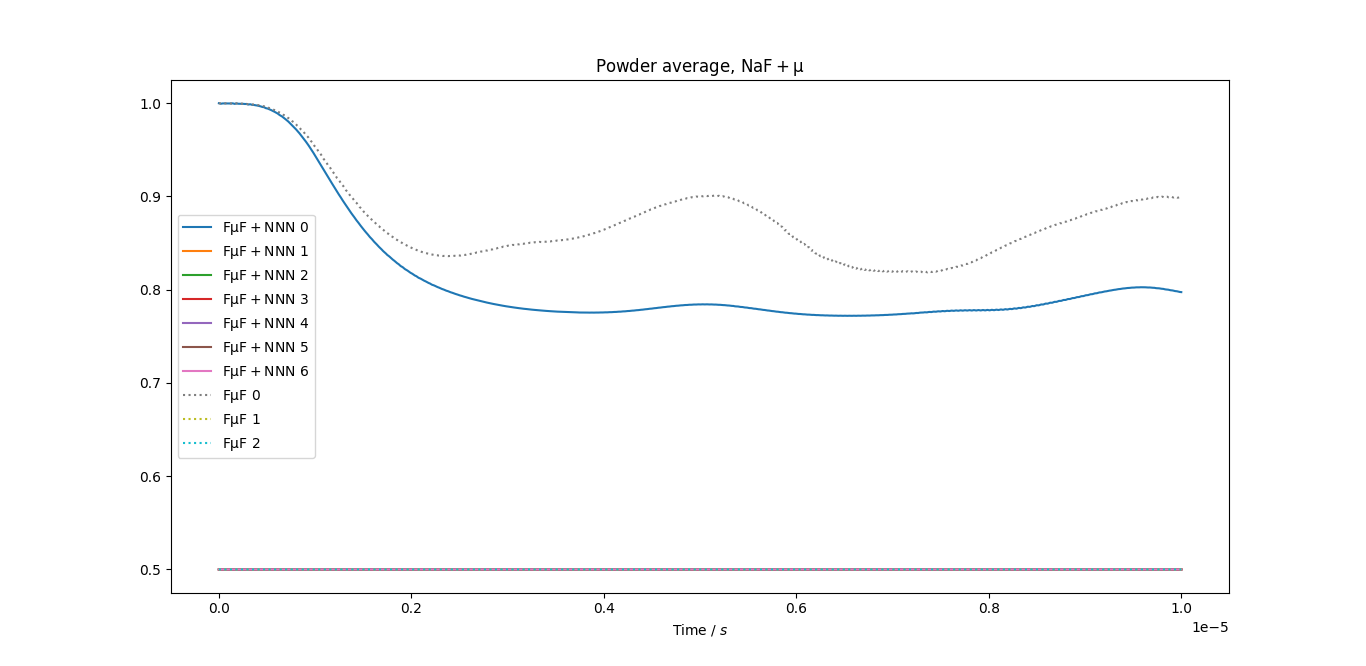 Powder average, NaF + μ
1.0
0.9
0.8
0.7
0.6
0.5
FμF + NNN 0
FμF + NNN 1
FμF + NNN 2
FμF + NNN 3
FμF + NNN 4
FμF + NNN 5
FμF + NNN 6
FμF 0
FμF 1
FμF 2
0.0 0.2 0.4 0.6 0.8 1.0
1e−5
Time / s